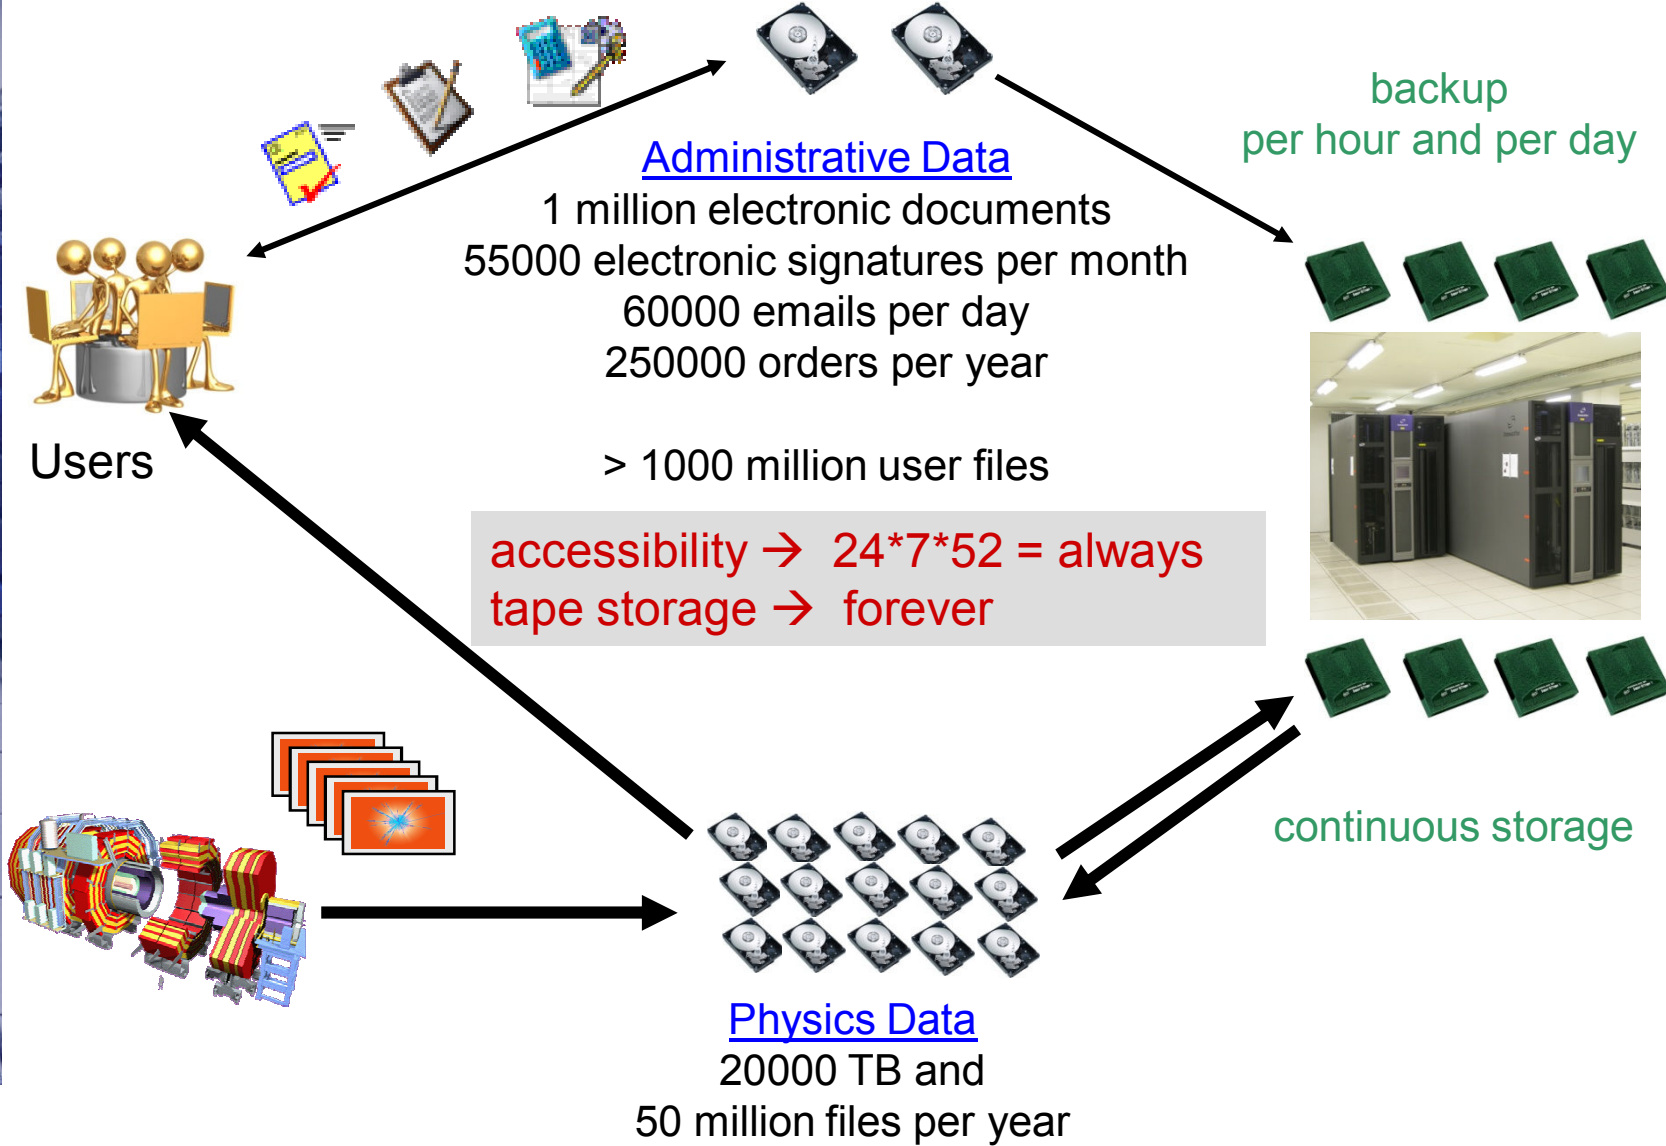 backup
per hour and per day
Administrative Data
1 million electronic documents
55000 electronic signatures per month
60000 emails per day
250000 orders per year
Users
> 1000 million user files
accessibility → 24*7*52 = always
tape storage → forever
continuous storage
Physics Data
20000 TB and
50 million files per year